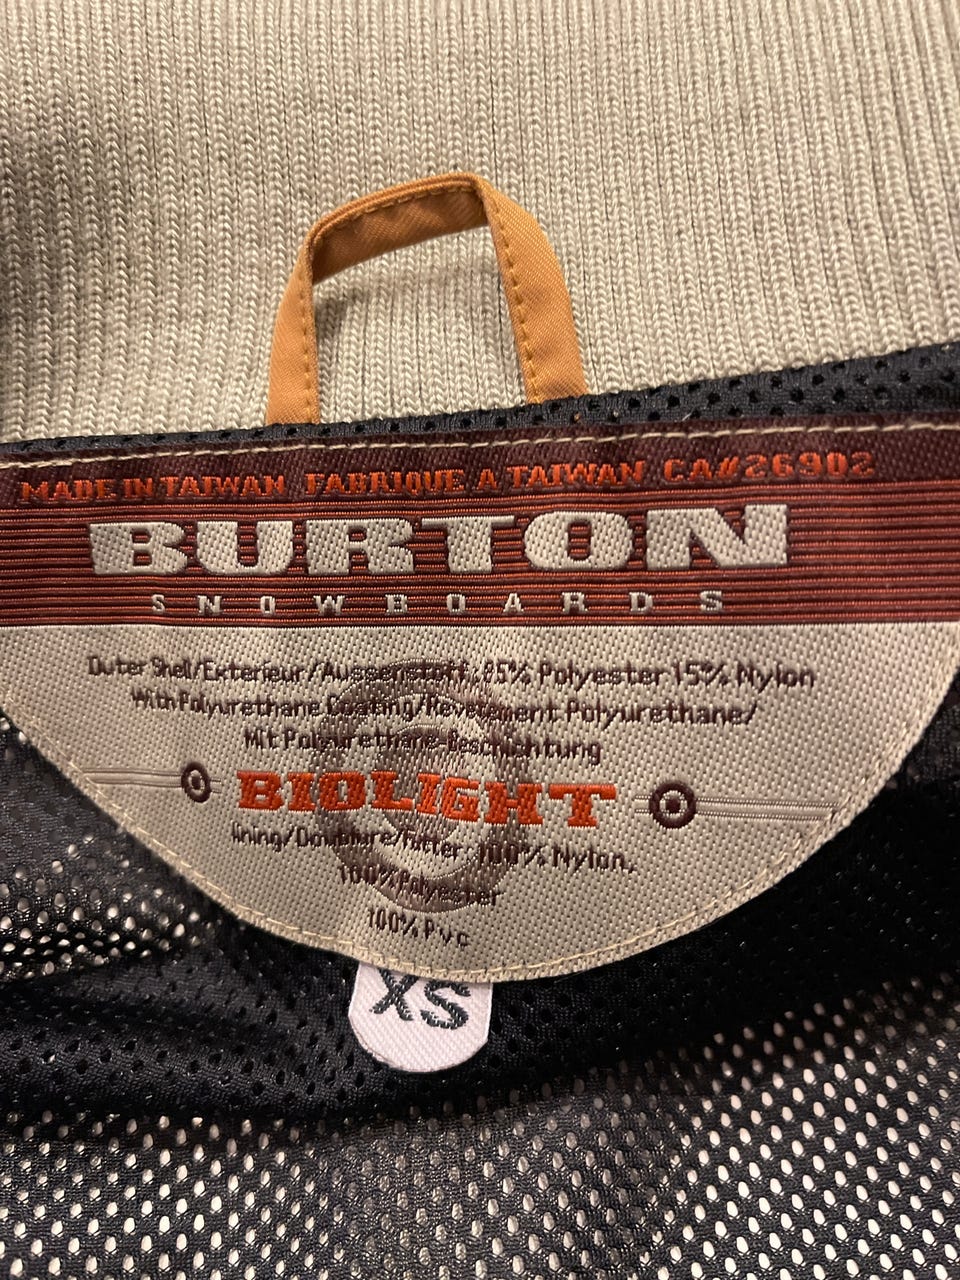 MADE IN TAIWAN FABRIQUE A TAIWAN CA#26902
BURTON
SNOWBOARDS
Outer Shell/Exterieur/Aussenstoff: 85% Polyester 15% Nylon
With Polyurethane Coating/Revetement Polyurethane/
Mit Polyurethane-Beschichtung
BIOLIGHT
Lining/Doublure/Futter: 100% Nylon,
100% Polyester
100% Pvc
XS